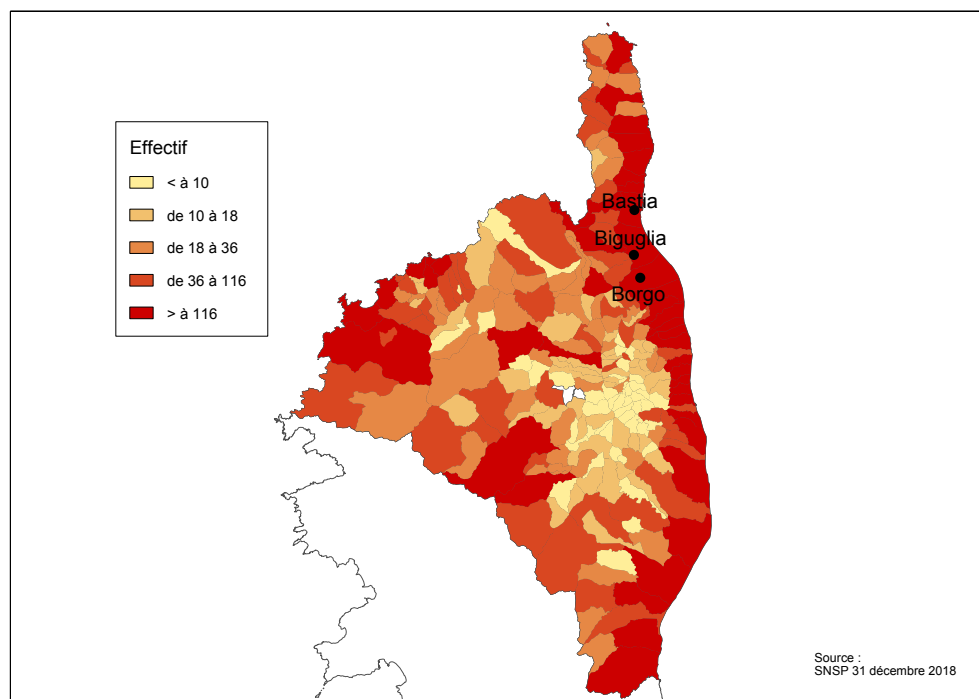 Effectif
< à 10
de 10 à 18
de 18 à 36
de 36 à 116
> à 116
Bastia
Biguglia
Borgo
Source :
SNSP 31 décembre 2018